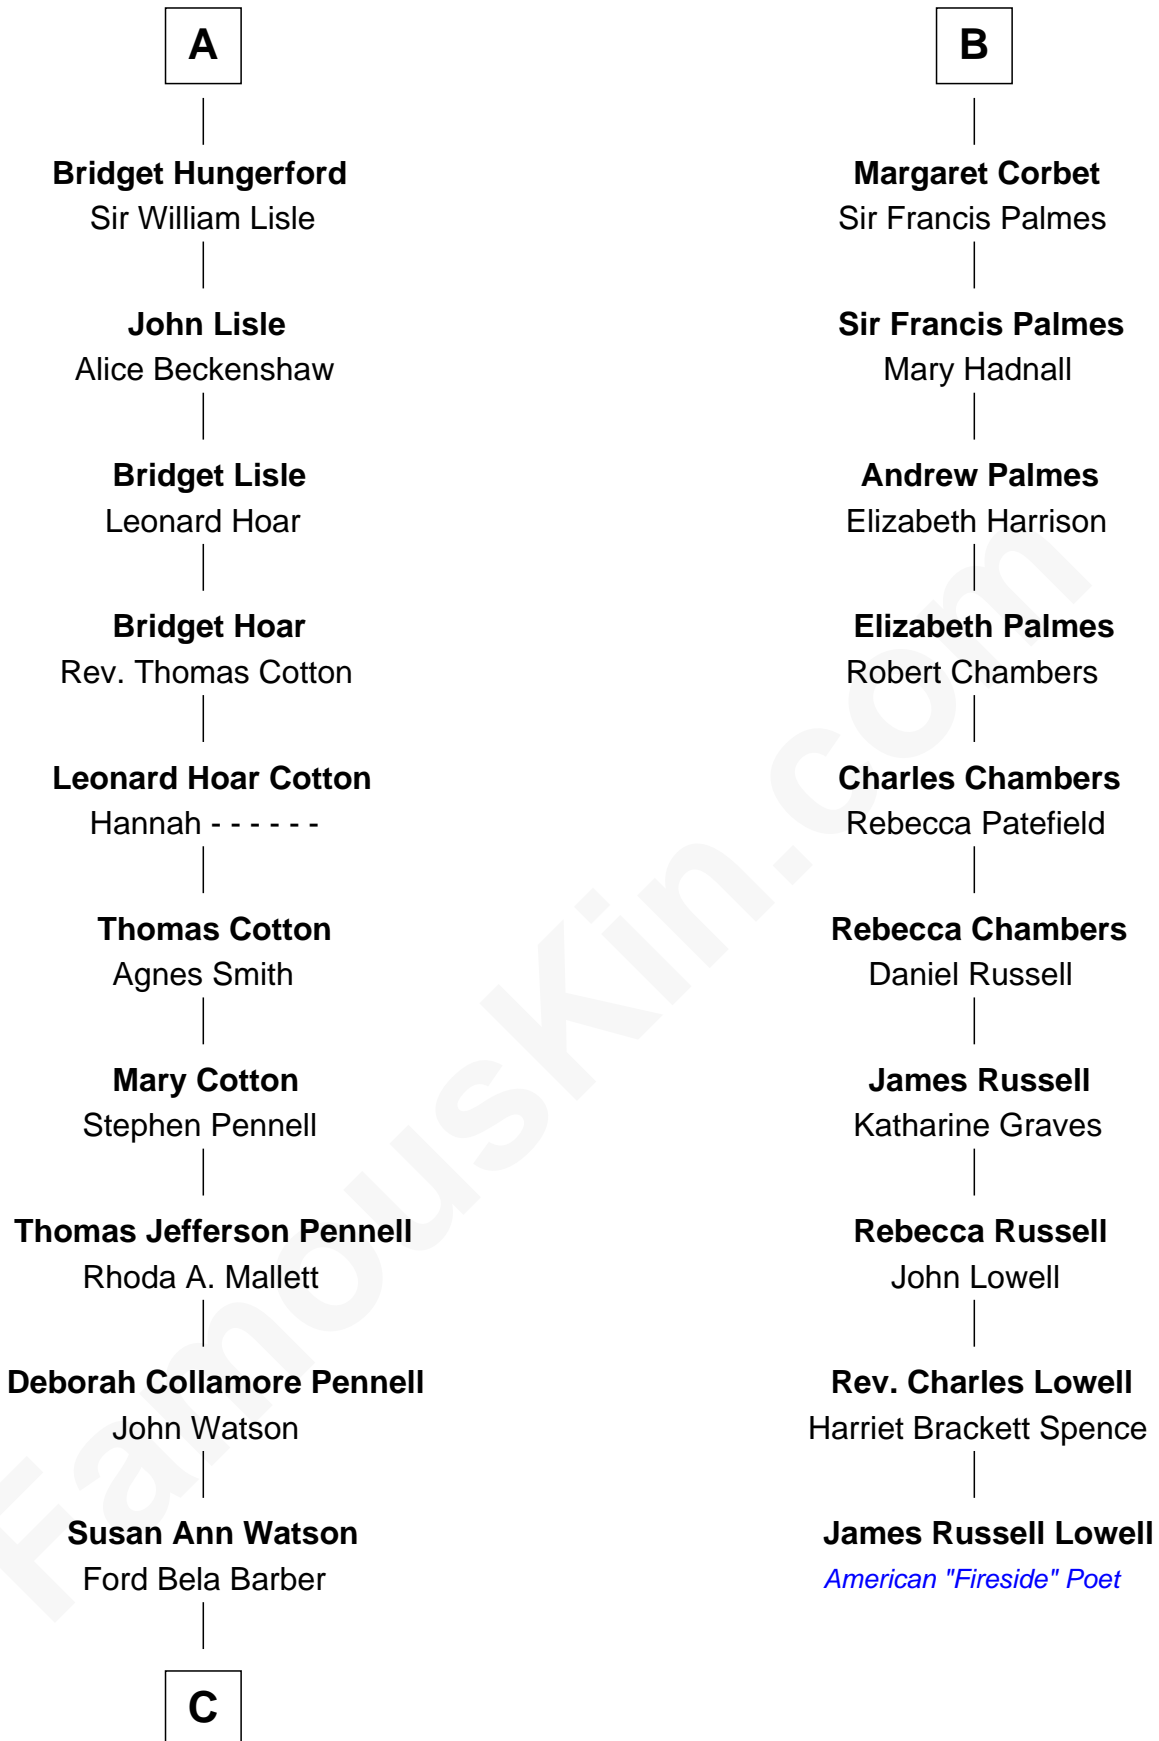 A
Bridget Hungerford
Sir William Lisle
John Lisle
Alice Beckenshaw
Bridget Lisle
Leonard Hoar
Bridget Hoar
Rev. Thomas Cotton
Leonard Hoar Cotton
Hannah - - - - - -
Thomas Cotton
Agnes Smith
Mary Cotton
Stephen Pennell
Thomas Jefferson Pennell
Rhoda A. Mallett
Deborah Collamore Pennell
John Watson
Susan Ann Watson
Ford Bela Barber
C
B
Margaret Corbet
Sir Francis Palmes
Sir Francis Palmes
Mary Hadnall
Andrew Palmes
Elizabeth Harrison
Elizabeth Palmes
Robert Chambers
Charles Chambers
Rebecca Patefield
Rebecca Chambers
Daniel Russell
James Russell
Katharine Graves
Rebecca Russell
John Lowell
Rev. Charles Lowell
Harriet Brackett Spence
James Russell Lowell
American "Fireside" Poet
FamousKin.com